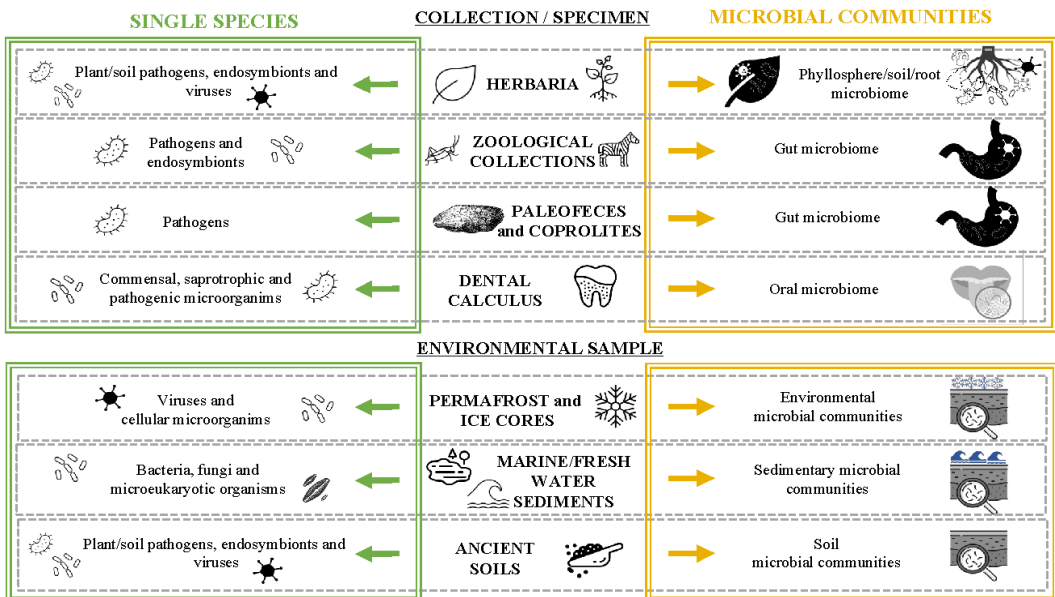 SINGLE SPECIES
COLLECTION / SPECIMEN
MICROBIAL COMMUNITIES
Plant/soil pathogens, endosymbionts and
viruses
HERBARIA
Phyllosphere/soil/root
microbiome
Pathogens and
endosymbionts
ZOOLOGICAL
COLLECTIONS
Gut microbiome
Pathogens
PALEOFECES
and COPROLITES
Gut microbiome
Commensal, saprotrophic and
pathogenic microorganims
DENTAL
CALCULUS
Oral microbiome
ENVIRONMENTAL SAMPLE
Viruses and
cellular microorganisms
PERMAFROST and
ICE CORES
Environmental
microbial communities
Bacteria, fungi and
microeukaryotic organisms
MARINE/FRESH
WATER
SEDIMENTS
Sedimentary microbial
communities
Plant/soil pathogens, endosymbionts and
viruses
ANCIENT
SOILS
Soil
microbial communities